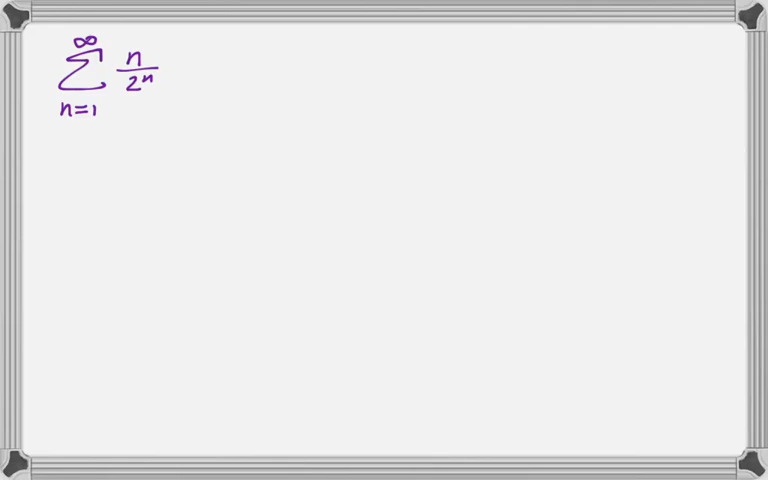 ∞
∑ n/2ⁿ
n=1